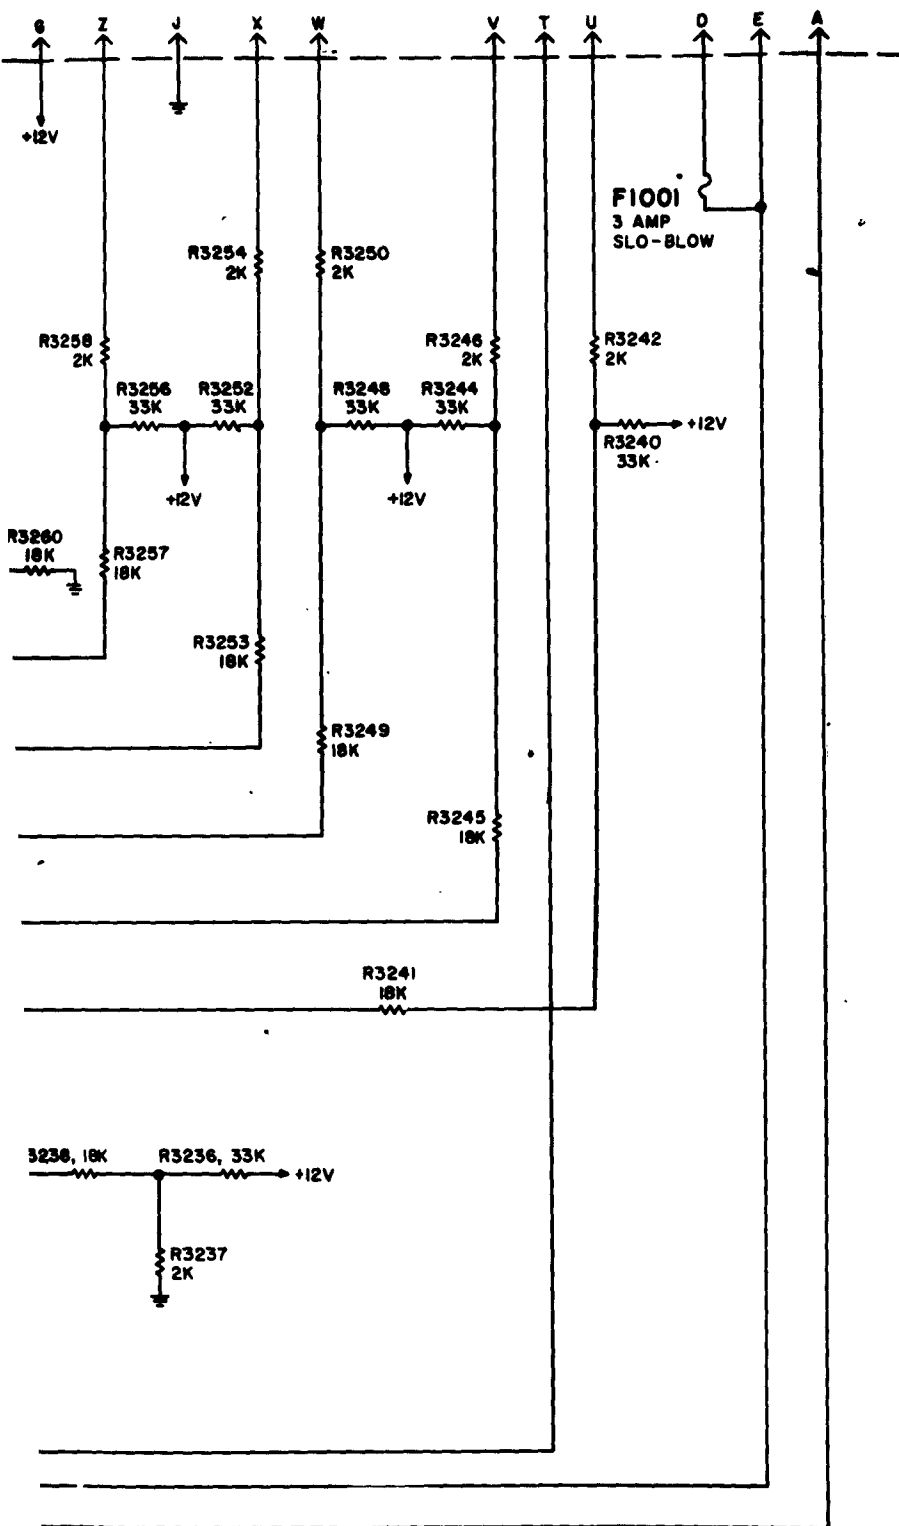 G Z J X W V T U D E A
+12V
F1001
3 AMP
SLO-BLOW
R3254
2K
R3250
2K
R3258
2K
R3246
2K
R3242
2K
R3256
33K
R3252
33K
R3248
33K
R3244
33K
+12V
R3240
33K
+12V
+12V
R3260
18K
R3257
18K
R3253
18K
R3249
18K
R3245
18K
R3241
18K
3238, 18K
R3236, 33K
+12V
R3237
2K